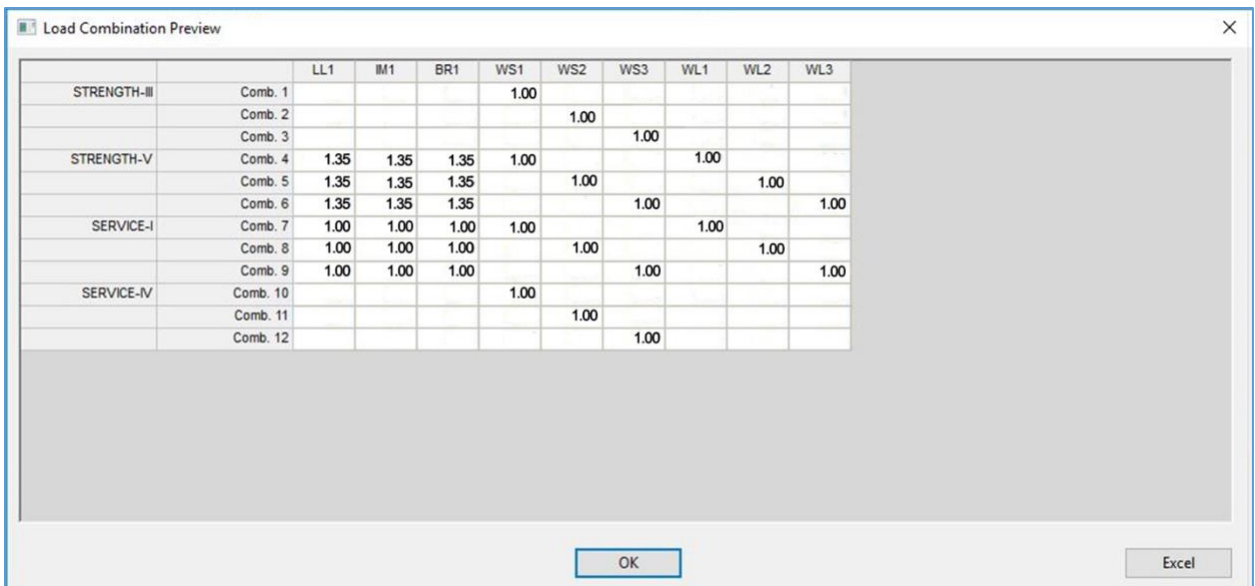 Load Combination Preview
LL1 IM1 BR1 WS1 WS2 WS3 WL1 WL2 WL3
STRENGTH-III Comb. 1 1.00
Comb. 2 1.00
Comb. 3 1.00
STRENGTH-V Comb. 4 1.35 1.35 1.35 1.00 1.00
Comb. 5 1.35 1.35 1.35 1.00 1.00
Comb. 6 1.35 1.35 1.35 1.00 1.00
SERVICE-I Comb. 7 1.00 1.00 1.00 1.00 1.00
Comb. 8 1.00 1.00 1.00 1.00 1.00
Comb. 9 1.00 1.00 1.00 1.00 1.00
SERVICE-IV Comb. 10 1.00
Comb. 11 1.00
Comb. 12 1.00
OK Excel